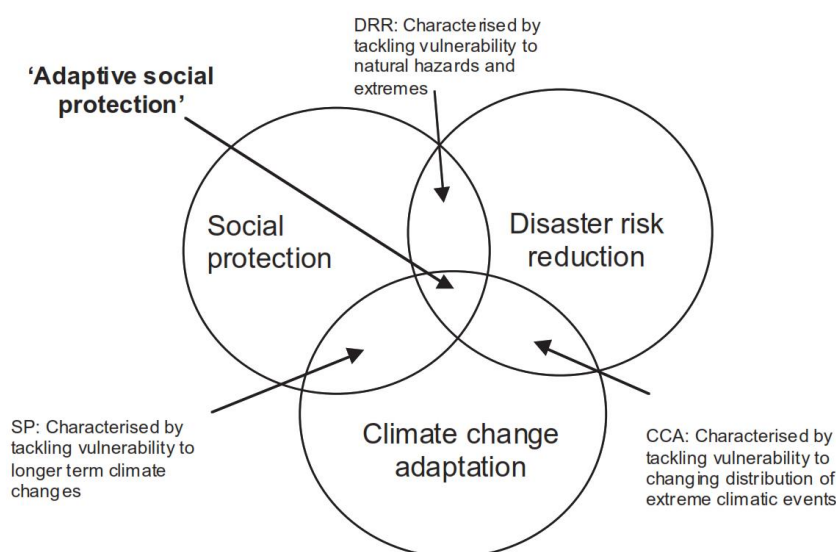 DRR: Characterised by
tackling vulnerability to
natural hazards and
extremes
‘Adaptive social
protection’
Social
protection
Disaster risk
reduction
SP: Characterised by
tackling vulnerability to
longer term climate
changes
Climate change
adaptation
CCA: Characterised by
tackling vulnerability to
changing distribution of
extreme climatic events